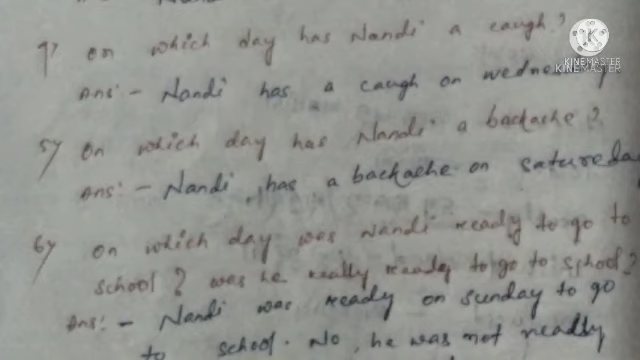 4) on which day has Nandi a caugh?
Ans: - Nandi has a caugh on wednesday
KINEMASTER
KINEMASTER
5) On which day has Nandi a backache?
Ans: - Nandi has a backache on satureday
6) on which day was Nandi ready to go to
school? was he really ready to go to school?
Ans: - Nandi was ready on sunday to go
to school. No, he was not